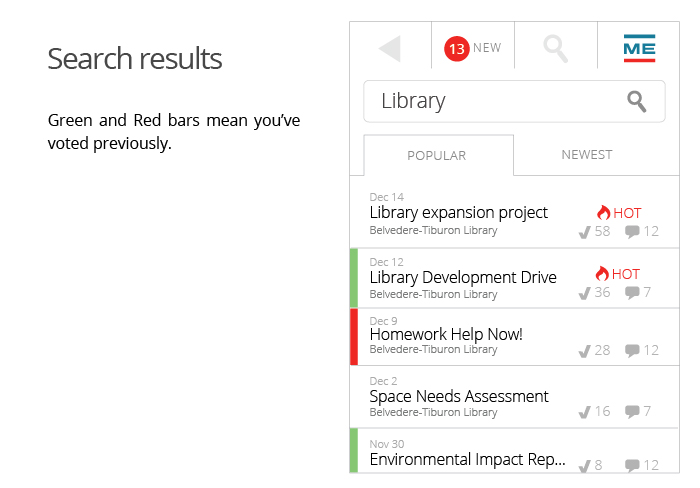 Search results
Green and Red bars mean you've
voted previously.
13 NEW
ME
Library
POPULAR
NEWEST
Dec 14
Library expansion project
HOT
Belvedere-Tiburon Library
58
12
Dec 12
Library Development Drive
HOT
Belvedere-Tiburon Library
36
7
Dec 9
Homework Help Now!
Belvedere-Tiburon Library
28
12
Dec 2
Space Needs Assessment
Belvedere-Tiburon Library
16
7
Nov 30
Environmental Impact Rep...
8
12